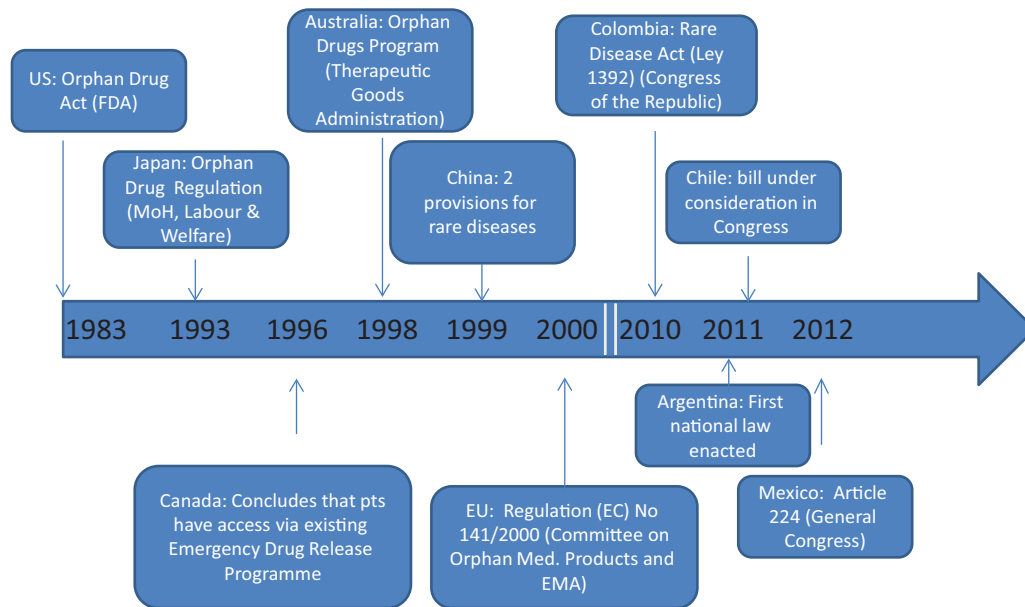 US: Orphan Drug
Act (FDA)
Japan: Orphan
Drug Regulation
(MoH, Labour &
Welfare)
Australia: Orphan
Drugs Program
(Therapeutic
Goods
Administration)
China: 2
provisions for
rare diseases
Colombia: Rare
Disease Act (Ley
1392) (Congress
of the Republic)
Chile: bill under
consideration in
Congress
1983 1993 1996 1998 1999 2000 2010 2011 2012
Canada: Concludes that pts
have access via existing
Emergency Drug Release
Programme
EU: Regulation (EC) No
141/2000 (Committee on
Orphan Med. Products and
EMA)
Argentina: First
national law
enacted
Mexico: Article
224 (General
Congress)